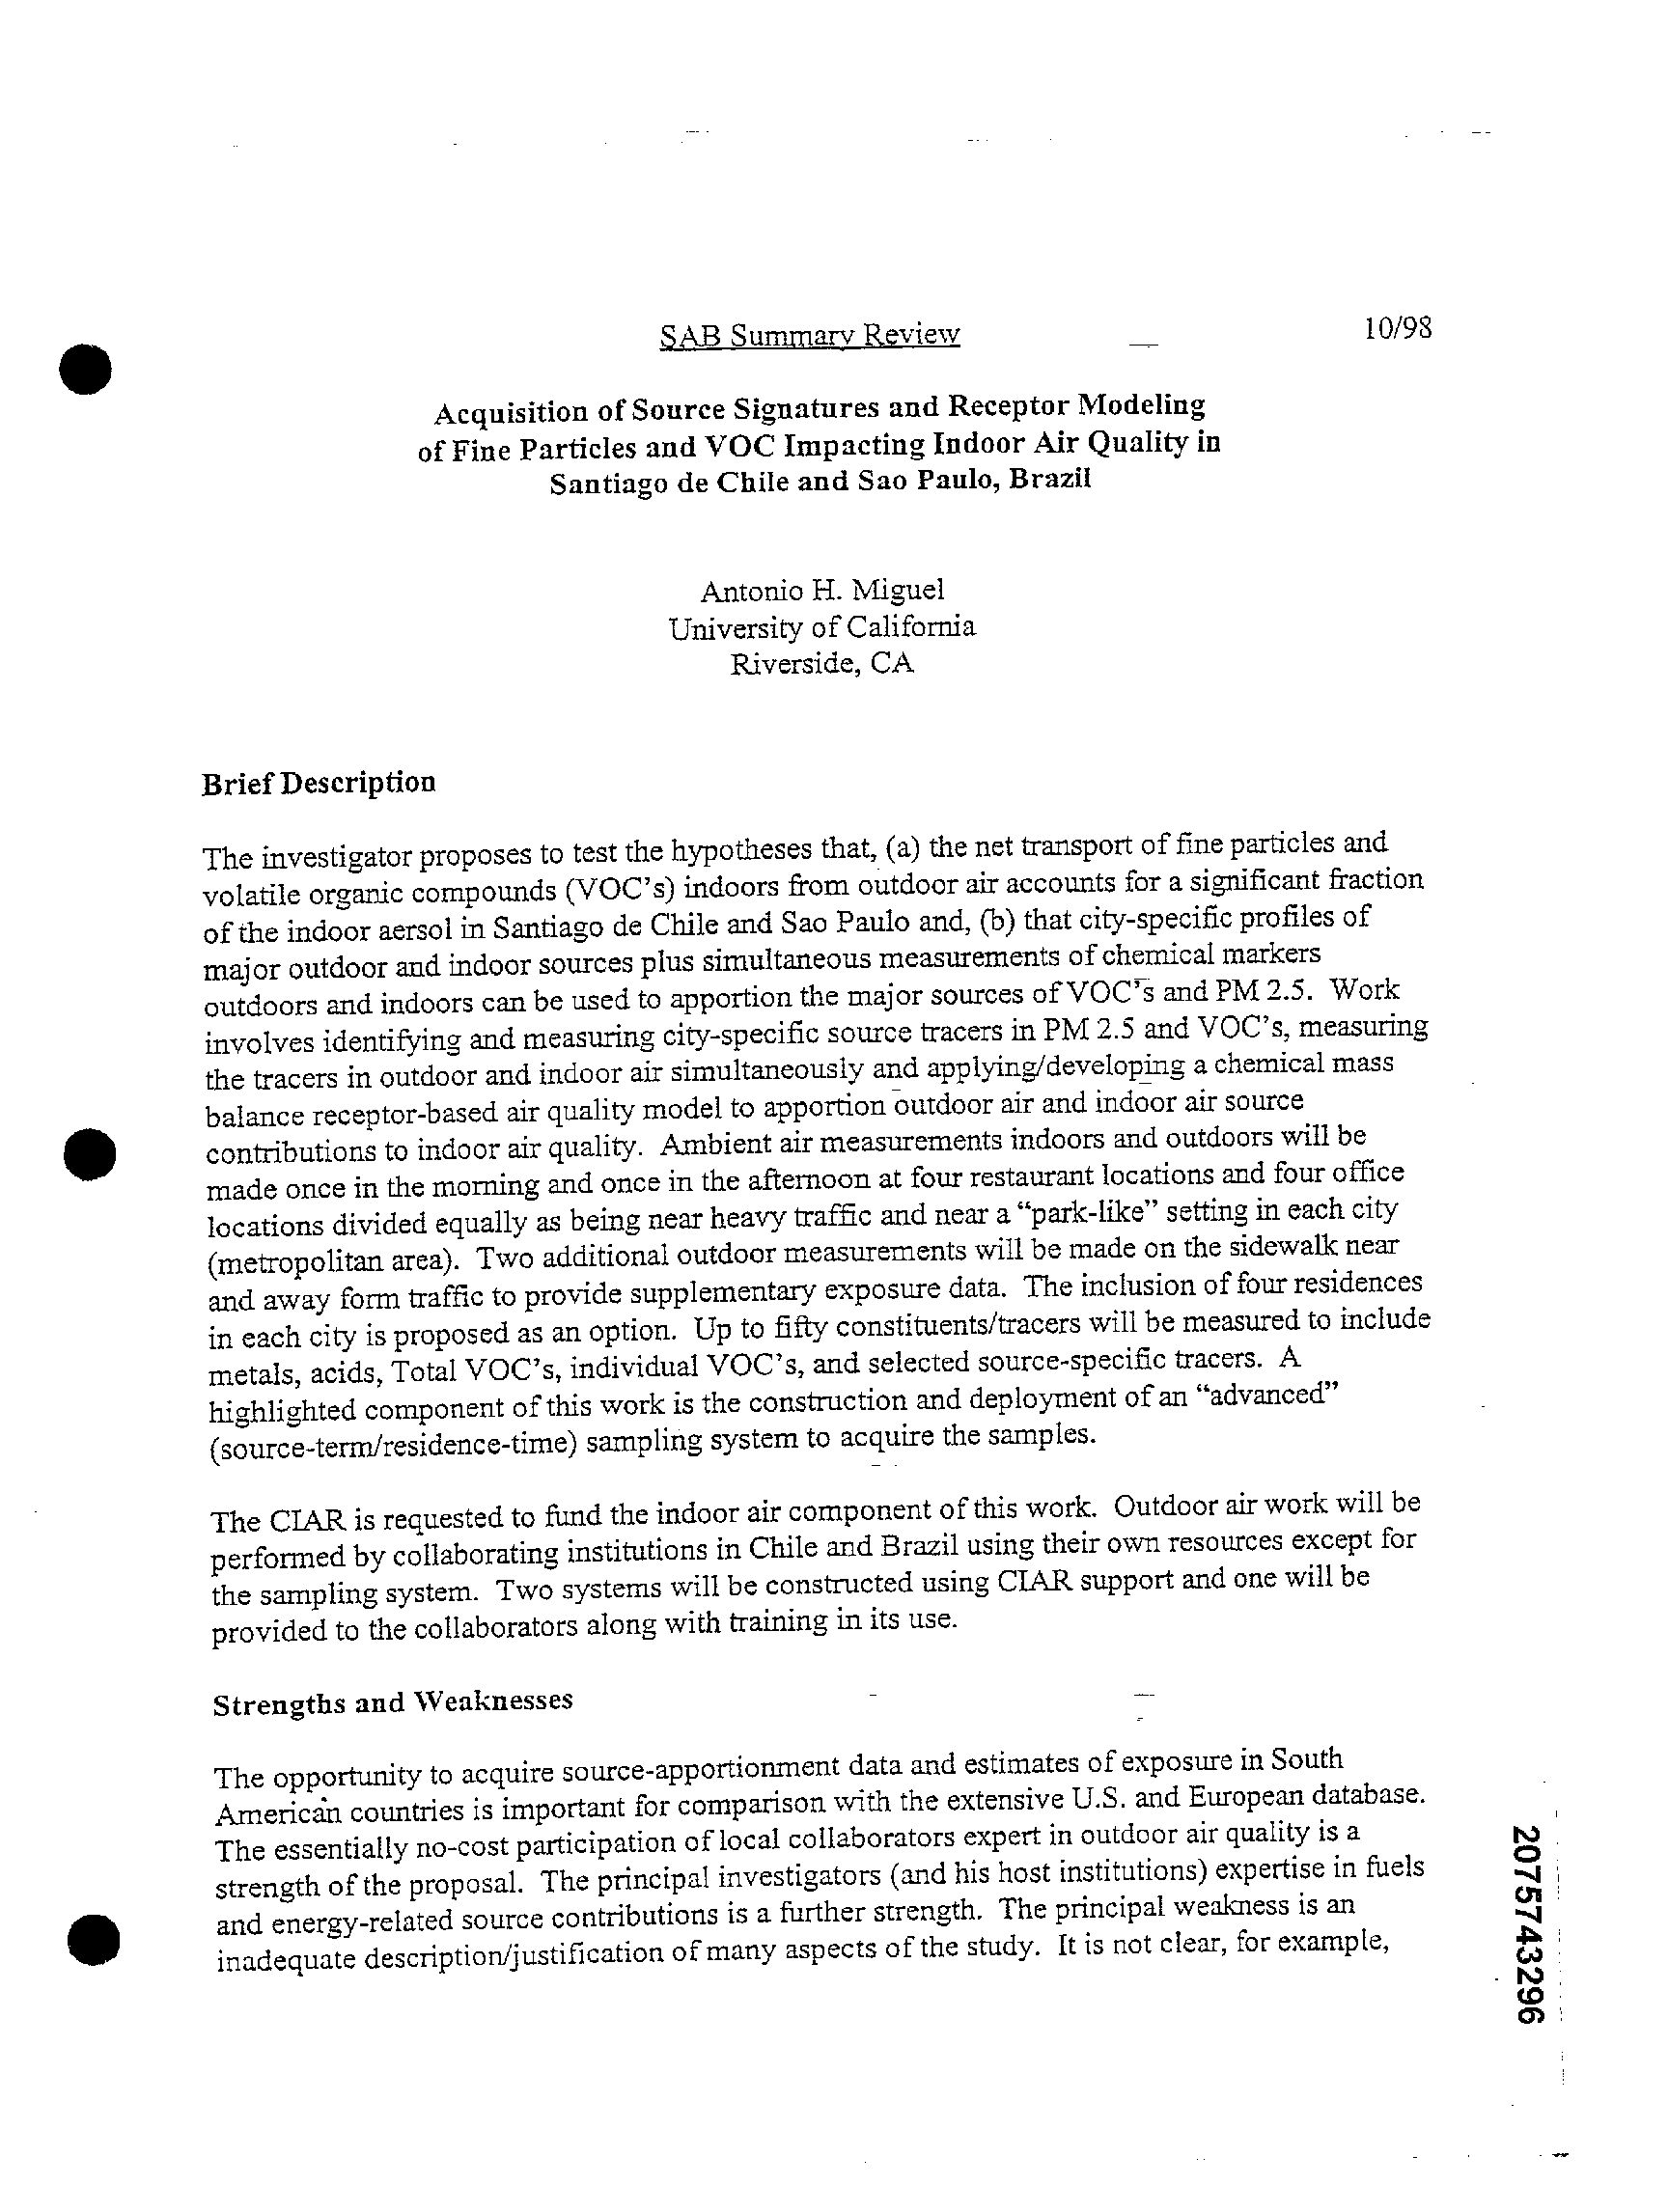 SAB Summary Review
10/98
Acquisition of Source Signatures and Receptor Modeling
of Fine Particles and VOC Impacting Indoor Air Quality in
Santiago de Chile and Sao Paulo, Brazil
Antonio H. Miguel
University of California
Riverside, CA
Brief Description
The investigator proposes to test the hypotheses that, (a) the net transport of fine particles and
volatile organic compounds (VOC's) indoors from outdoor air accounts for a significant fraction
of the indoor aersol in Santiago de Chile and Sao Paulo and, (b) that city-specific profiles of
major outdoor and indoor sources plus simultaneous measurements of chemical markers
outdoors and indoors can be used to apportion the major sources of VOC's and PM 2.5. Work
involves identifying and measuring city-specific source tracers in PM 2.5 and VOC's, measuring
the tracers in outdoor and indoor air simultaneously and applying/developing a chemical mass
balance receptor-based air quality model to apportion outdoor air and indoor air source
contributions to indoor air quality. Ambient air measurements indoors and outdoors will be
made once in the morning and once in the afternoon at four restaurant locations and four office
locations divided equally as being near heavy traffic and near a "park-like" setting in each city
(metropolitan area). Two additional outdoor measurements will be made on the sidewalk near
and away form traffic to provide supplementary exposure data. The inclusion of four residences
in each city is proposed as an option. Up to fifty constituents/tracers will be measured to include
metals, acids, Total VOC's, individual VOC's, and selected source-specific tracers. A
highlighted component of this work is the construction and deployment of an "advanced"
(source-term/residence-time) sampling system to acquire the samples.
The CIAR is requested to fund the indoor air component of this work. Outdoor air work will be
performed by collaborating institutions in Chile and Brazil using their own resources except for
the sampling system. Two systems will be constructed using CIAR support and one will be
provided to the collaborators along with training in its use.
Strengths and Weaknesses
The opportunity to acquire source-apportionment data and estimates of exposure in South
American countries is important for comparison with the extensive U.S. and European database.
The essentially no-cost participation of local collaborators expert in outdoor air quality is a
strength of the proposal. The principal investigators (and his host institutions) expertise in fuels
and energy-related source contributions is a further strength. The principal weakness is an
inadequate description/justification of many aspects of the study. It is not clear, for example,
2075743296